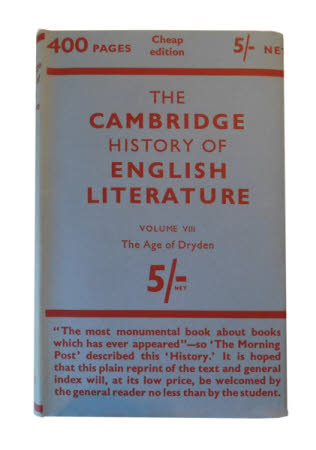 400 PAGES Cheap edition 5/- NET
THE
CAMBRIDGE
HISTORY OF
ENGLISH
LITERATURE
VOLUME VIII
The Age of Dryden
5/-
NET
"The most monumental book about books
which has ever appeared"—so 'The Morning
Post' described this 'History.' It is hoped
that this plain reprint of the text and general
index will, at its low price, be welcomed by
the general reader no less than by the student.